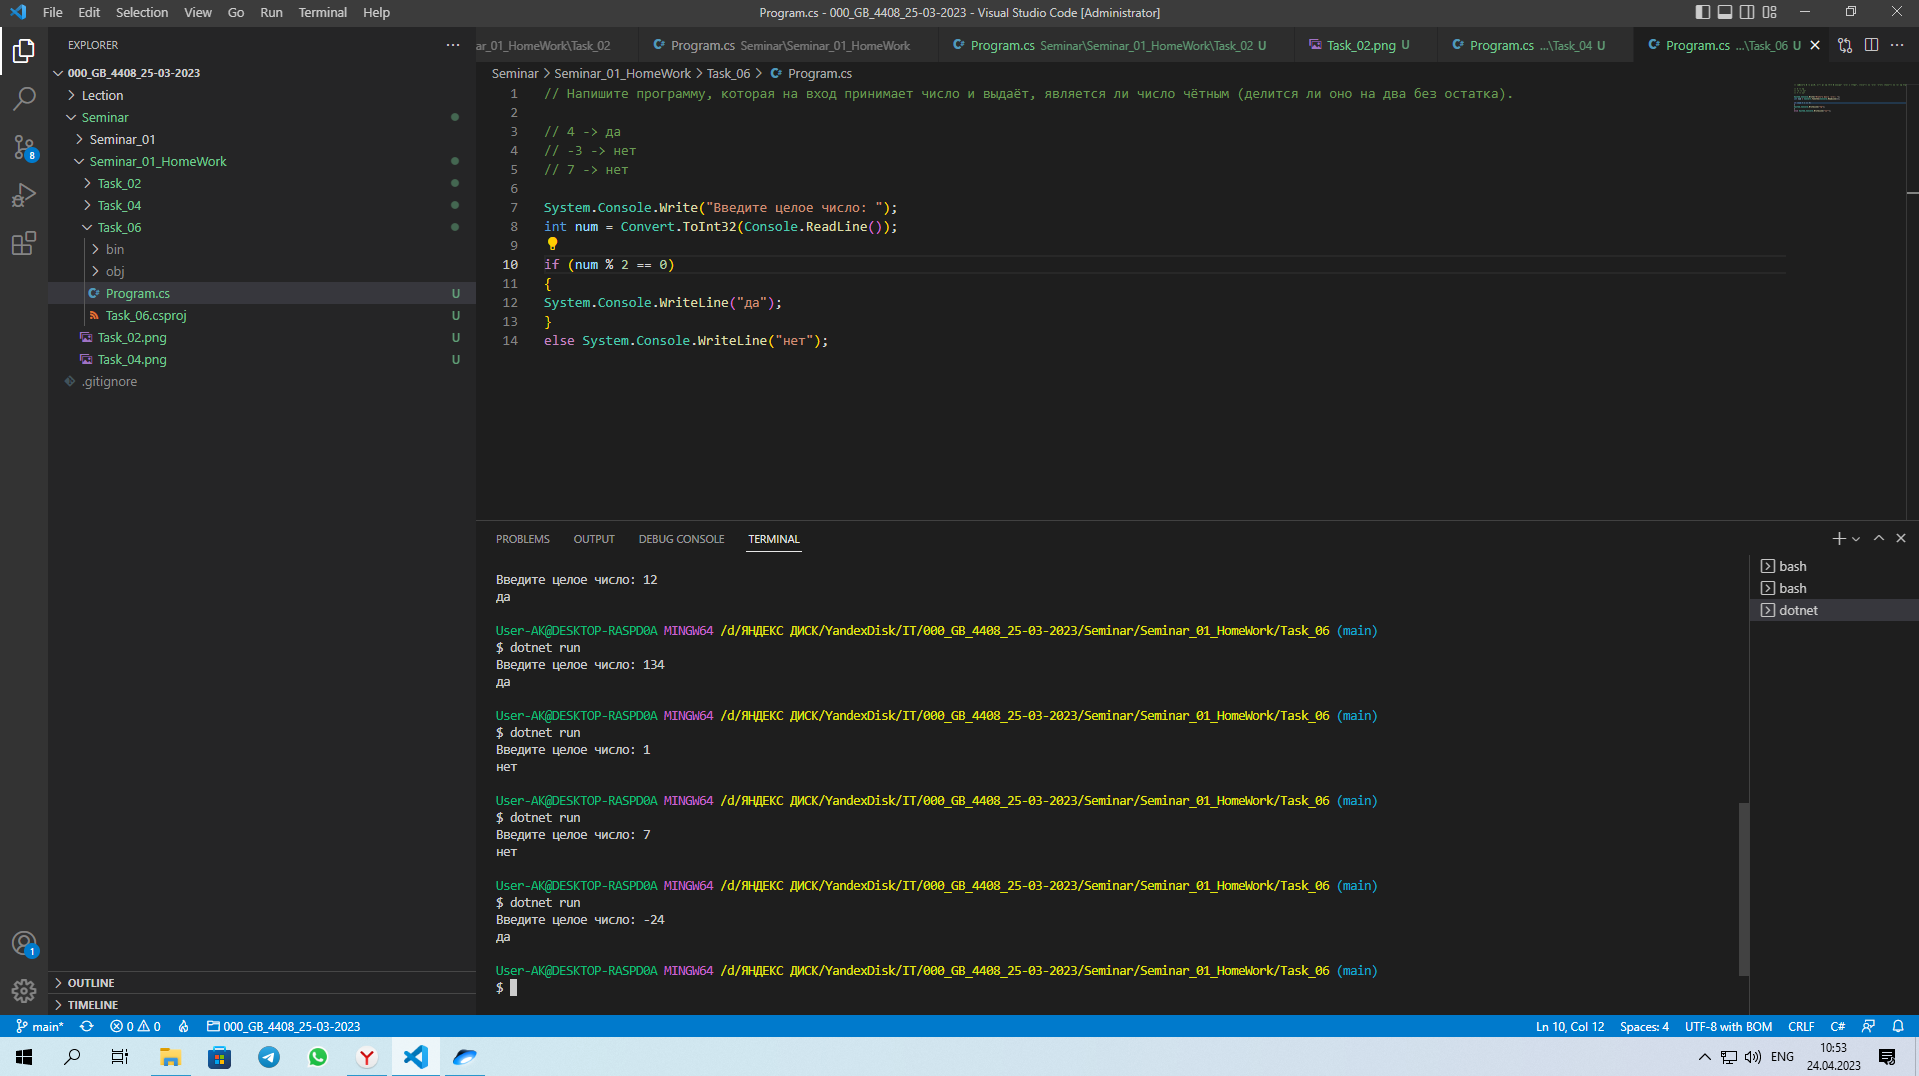 File Edit Selection View Go Run Terminal Help
Program.cs - 000_GB_4408_25-03-2023 - Visual Studio Code [Administrator]
EXPLORER
ar_01_HomeWork\Task_02
Program.cs Seminar\Seminar_01_HomeWork
Program.cs Seminar\Seminar_01_HomeWork\Task_02 U
Task_02.png U
Program.cs ...\Task_04 U
Program.cs ...\Task_06 U
000_GB_4408_25-03-2023
Lection
Seminar
Seminar_01
Seminar_01_HomeWork
Task_02
Task_04
Task_06
bin
obj
Program.cs U
Task_06.csproj U
Task_02.png U
Task_04.png U
.gitignore
8
1
OUTLINE
TIMELINE
Seminar > Seminar_01_HomeWork > Task_06 > Program.cs
1 // Напишите программу, которая на вход принимает число и выдаёт, является ли число чётным (делится ли оно на два без остатка).
2
3 // 4 -> да
4 // -3 -> нет
5 // 7 -> нет
6
7 System.Console.Write("Введите целое число: ");
8 int num = Convert.ToInt32(Console.ReadLine());
9
10 if (num % 2 == 0)
11 {
12 System.Console.WriteLine("да");
13 }
14 else System.Console.WriteLine("нет");
PROBLEMS OUTPUT DEBUG CONSOLE TERMINAL
Введите целое число: 12
да
User-AK@DESKTOP-RASPD0A MINGW64 /d/ЯНДЕКС ДИСК/YandexDisk/IT/000_GB_4408_25-03-2023/Seminar/Seminar_01_HomeWork/Task_06 (main)
$ dotnet run
Введите целое число: 134
да
User-AK@DESKTOP-RASPD0A MINGW64 /d/ЯНДЕКС ДИСК/YandexDisk/IT/000_GB_4408_25-03-2023/Seminar/Seminar_01_HomeWork/Task_06 (main)
$ dotnet run
Введите целое число: 1
нет
User-AK@DESKTOP-RASPD0A MINGW64 /d/ЯНДЕКС ДИСК/YandexDisk/IT/000_GB_4408_25-03-2023/Seminar/Seminar_01_HomeWork/Task_06 (main)
$ dotnet run
Введите целое число: 7
нет
User-AK@DESKTOP-RASPD0A MINGW64 /d/ЯНДЕКС ДИСК/YandexDisk/IT/000_GB_4408_25-03-2023/Seminar/Seminar_01_HomeWork/Task_06 (main)
$ dotnet run
Введите целое число: -24
да
User-AK@DESKTOP-RASPD0A MINGW64 /d/ЯНДЕКС ДИСК/YandexDisk/IT/000_GB_4408_25-03-2023/Seminar/Seminar_01_HomeWork/Task_06 (main)
$
bash
bash
dotnet
main* 0 0 000_GB_4408_25-03-2023
Ln 10, Col 12 Spaces: 4 UTF-8 with BOM CRLF C#
ENG
10:53
24.04.2023